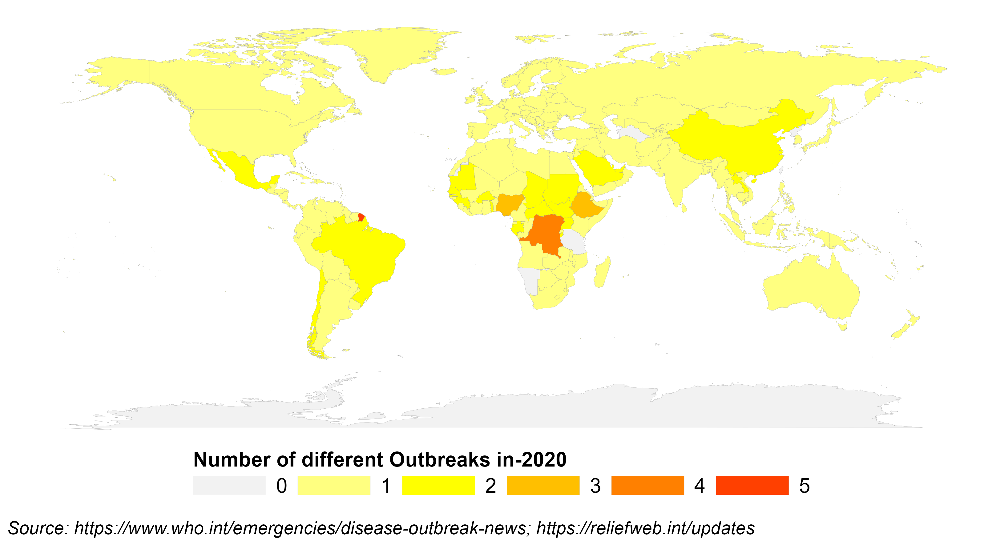 Number of different Outbreaks in-2020
0 1 2 3 4 5
Source: https://www.who.int/emergencies/disease-outbreak-news; https://reliefweb.int/updates